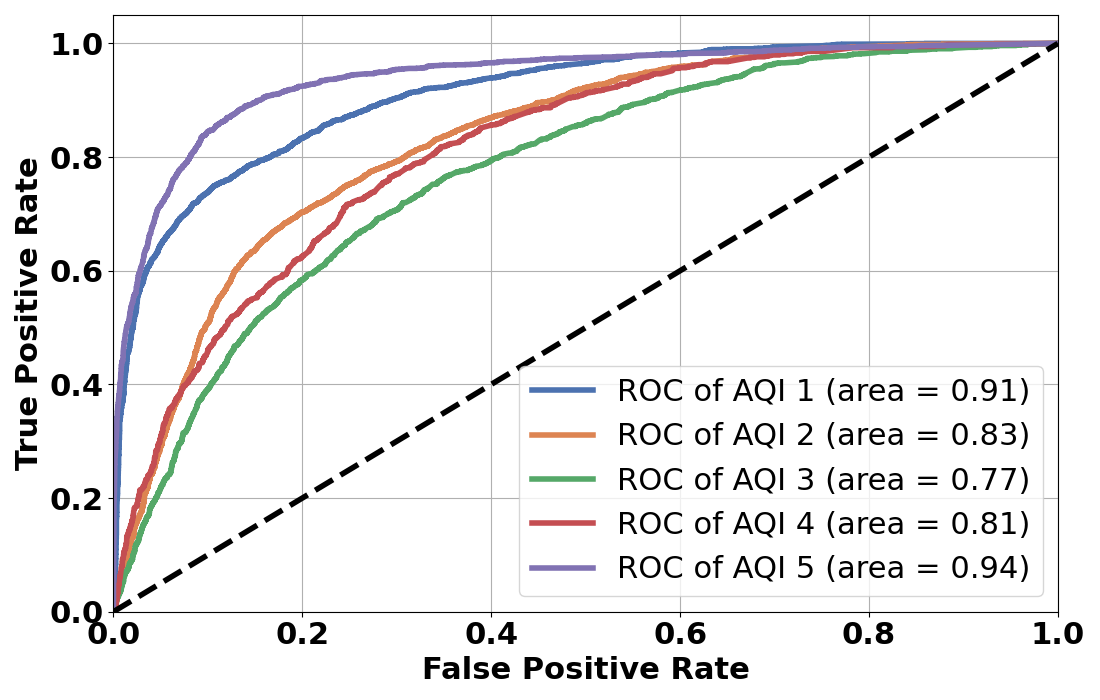 True Positive Rate
1.0
0.8
0.6
0.4
0.2
0.0
ROC of AQI 1 (area = 0.91)
ROC of AQI 2 (area = 0.83)
ROC of AQI 3 (area = 0.77)
ROC of AQI 4 (area = 0.81)
ROC of AQI 5 (area = 0.94)
0.0 0.2 0.4 0.6 0.8 1.0
False Positive Rate